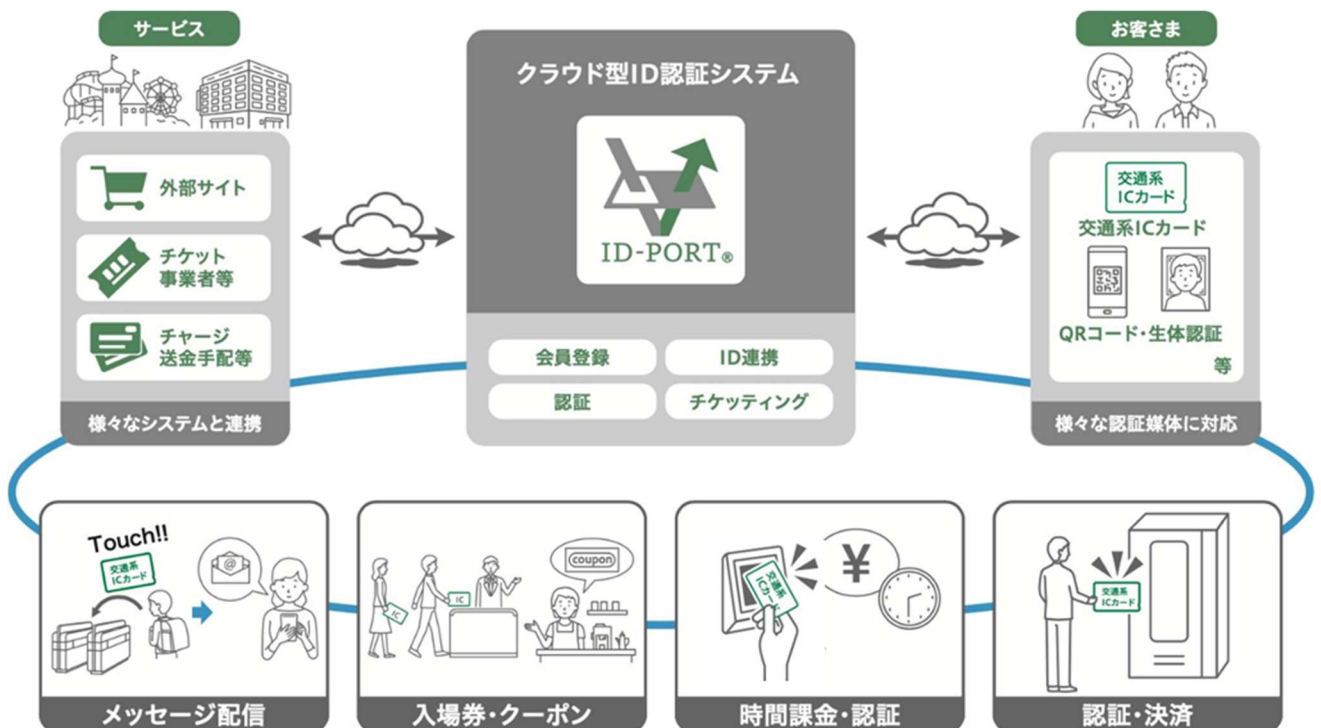 サービス
外部サイト
チケット
事業者等
チャージ
送金手配等
様々なシステムと連携
クラウド型ID認証システム
ID-PORT®
会員登録
ID連携
認証
チケッティング
お客さま
交通系
ICカード
交通系ICカード
QRコード・生体認証
等
様々な認証媒体に対応
Touch!!
交通系
ICカード
@
メッセージ配信
IC
IC
coupon
入場券・クーポン
交通系
ICカード
¥
時間課金・認証
交通系
ICカード
認証・決済